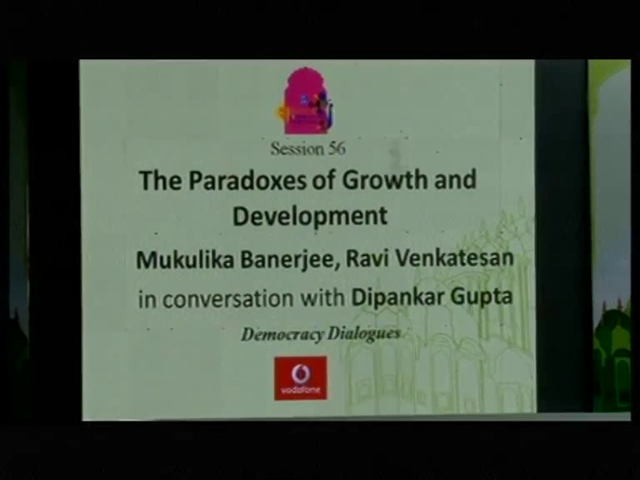 Session 56
The Paradoxes of Growth and
Development
Mukulika Banerjee, Ravi Venkatesan
in conversation with Dipankar Gupta
Democracy Dialogues
vodafone